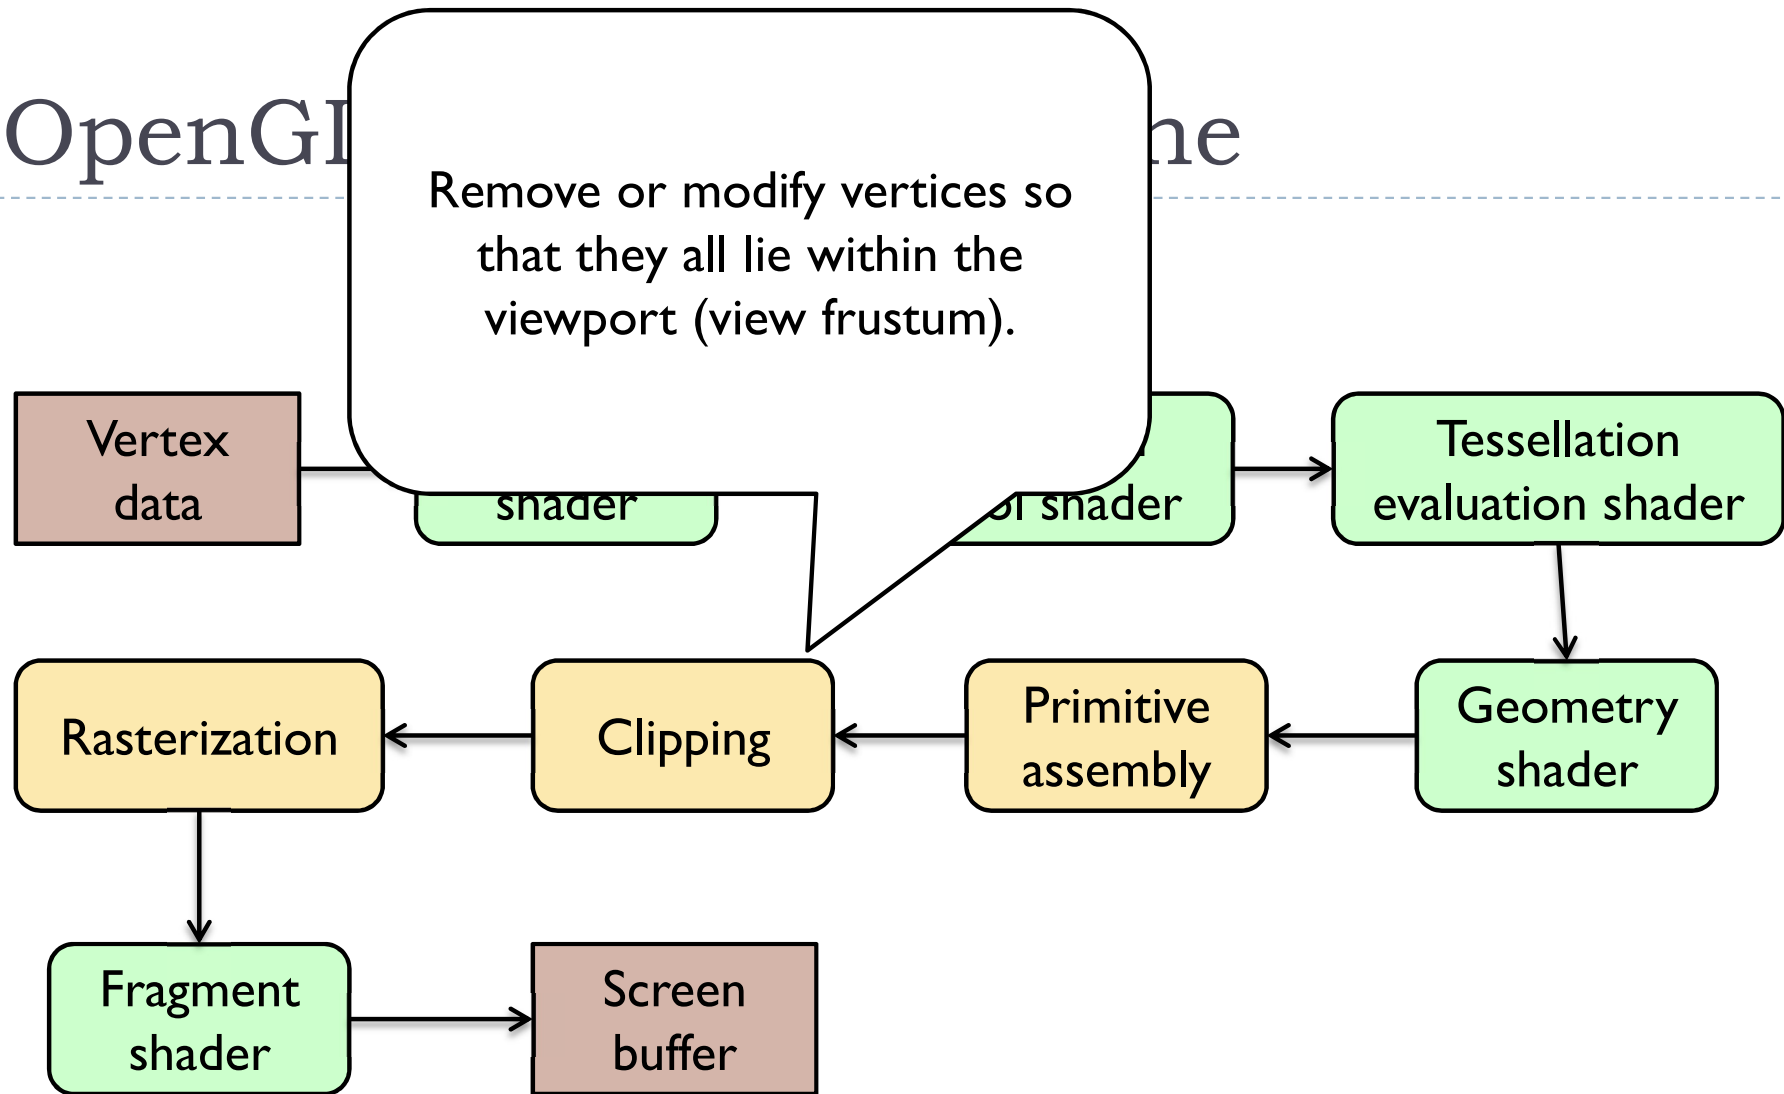 OpenGL
Remove or modify vertices so
that they all lie within the
viewport (view frustum).
Vertex
data
shader
shader
Tessellation
evaluation shader
Rasterization
Clipping
Primitive
assembly
Geometry
shader
Fragment
shader
Screen
buffer